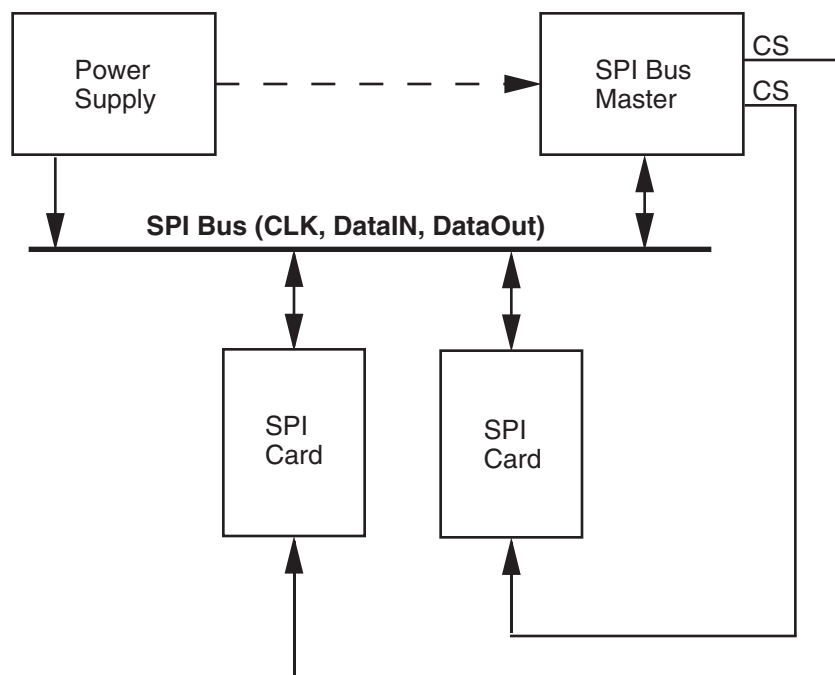 Power
Supply
SPI Bus
Master
CS
CS
SPI Bus (CLK, DataIN, DataOut)
SPI
Card
SPI
Card